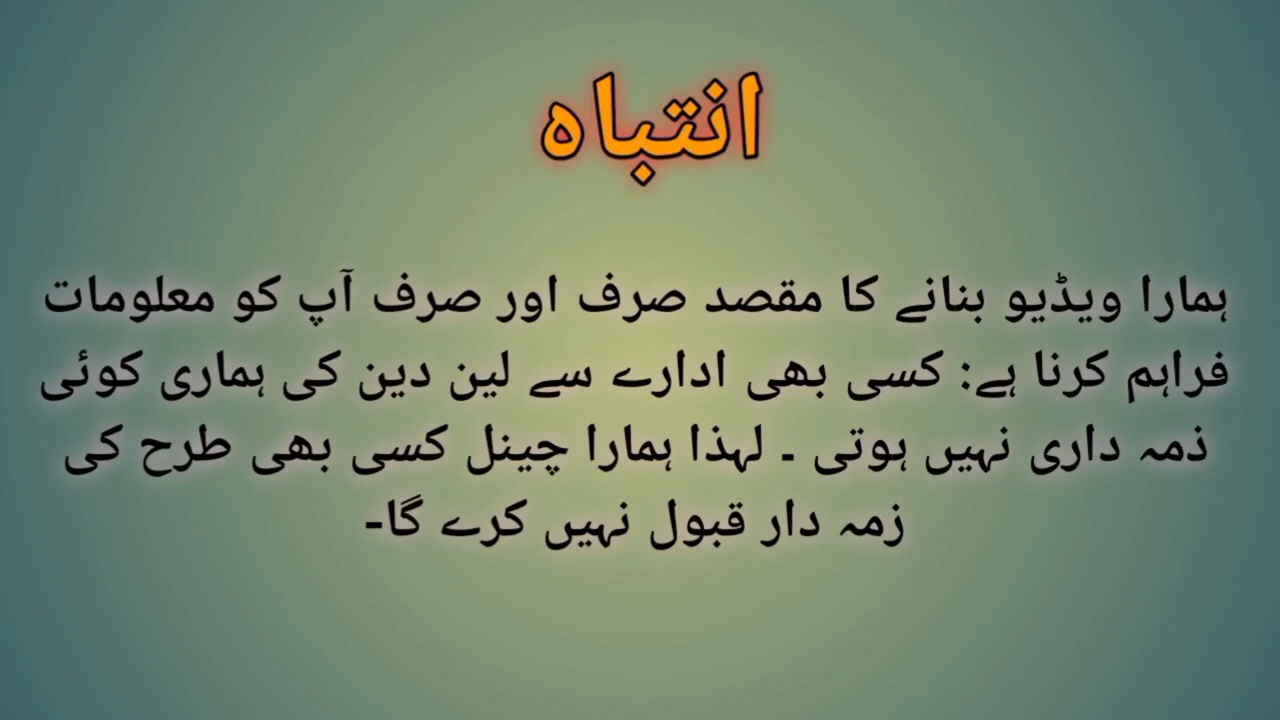 انتباہ
ہمارا ویڈیو بنانے کا مقصد صرف اور صرف آپ کو معلومات
فراہم کرنا ہے: کسی بھی ادارے سے لین دین کی ہماری کوئی
ذمہ داری نہیں ہوتی ۔ لہذا ہمارا چینل کسی بھی طرح کی
زمہ دار قبول نہیں کرے گا-